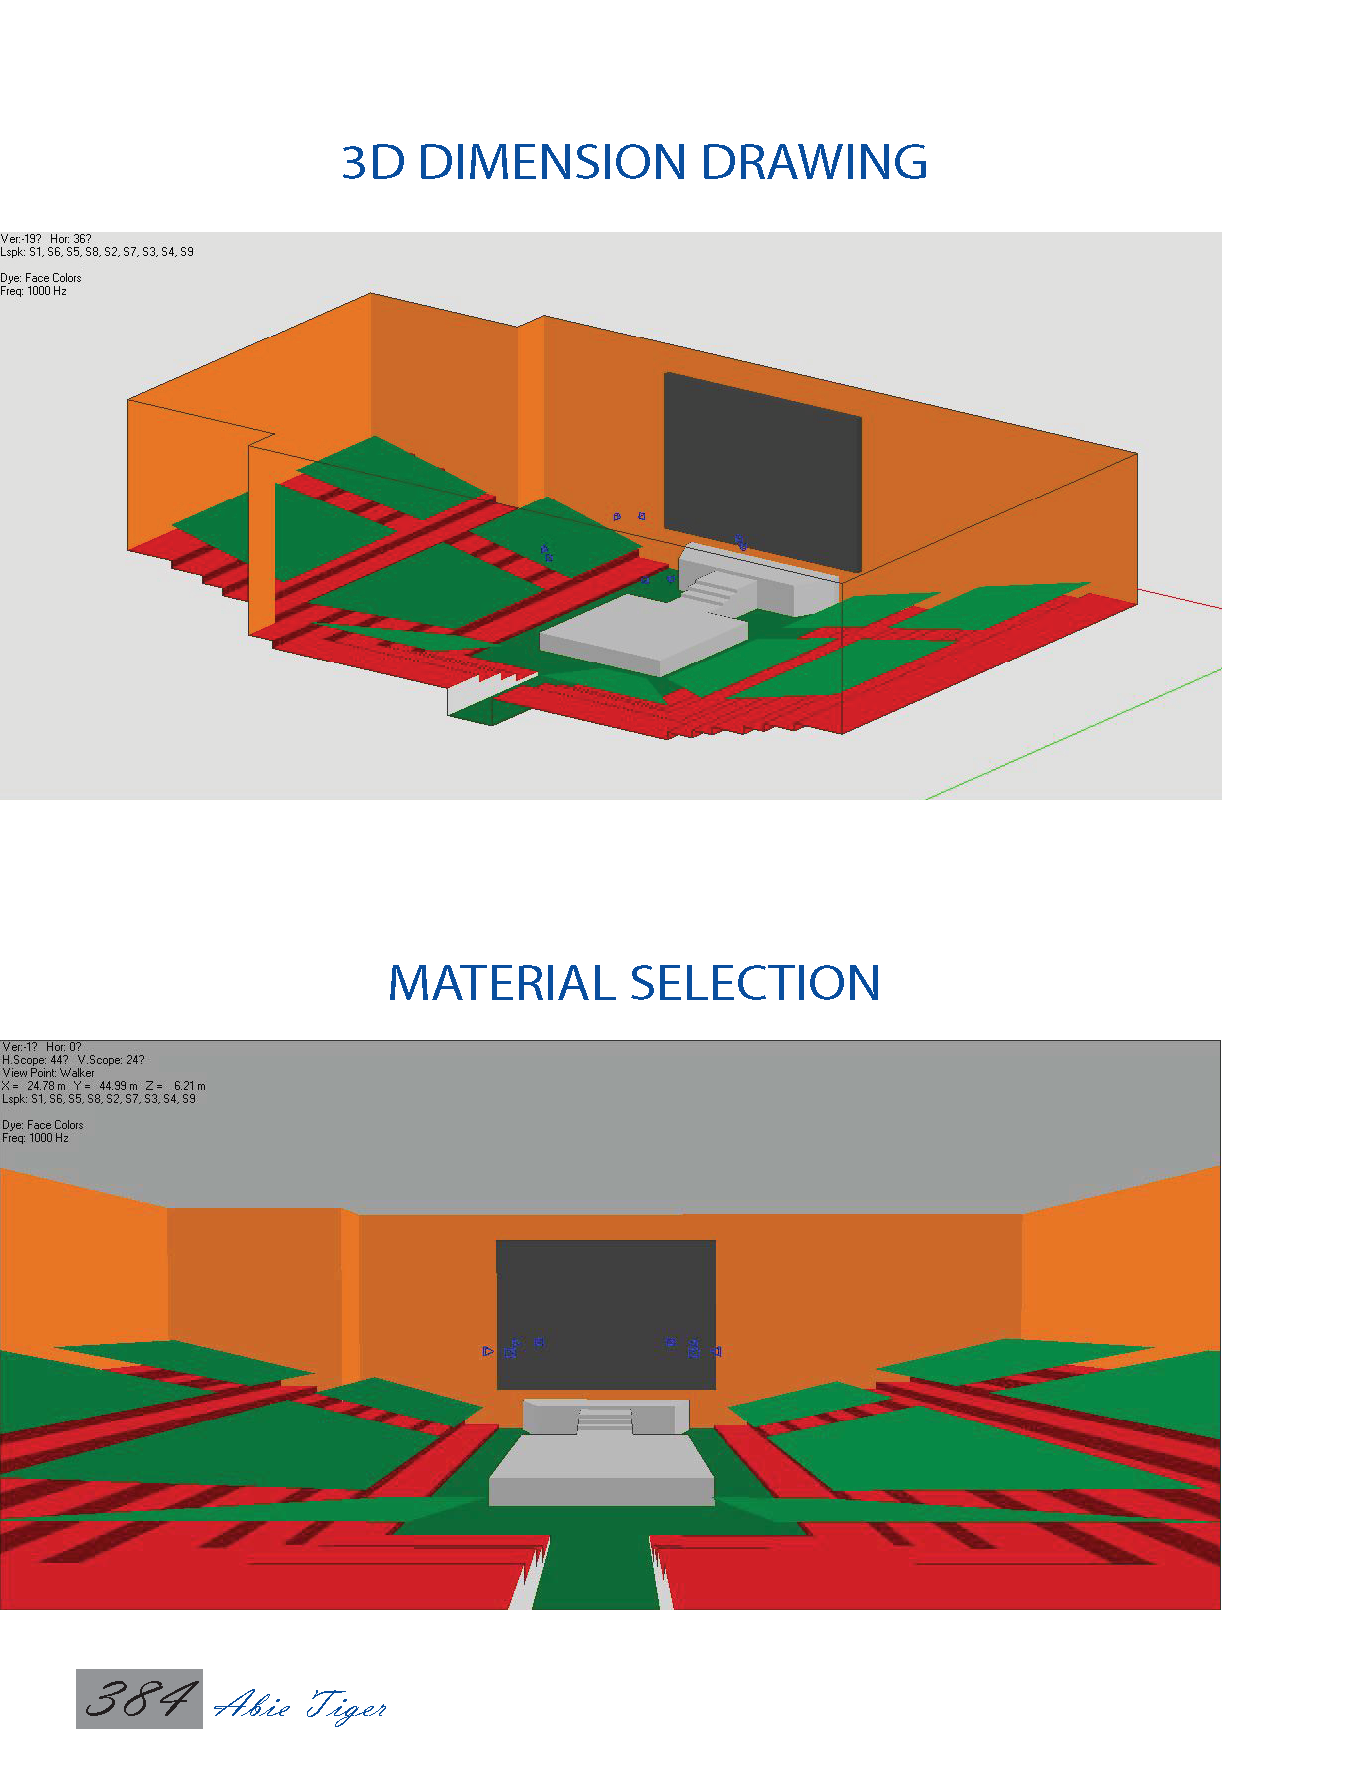 3D DIMENSION DRAWING
Ver:-19? Hor: 36?
Lspk: S1, S6, S5, S8, S2, S7, S3, S4, S9
Dye: Face Colors
Freq: 1000 Hz
MATERIAL SELECTION
Ver:-1? Hor: 0?
H.Scope: 44? V.Scope: 24?
View Point: Walker
X = 24.78 m Y = 44.99 m Z = 6.21 m
Lspk: S1, S6, S5, S8, S2, S7, S3, S4, S9
Dye: Face Colors
Freq: 1000 Hz
384 Abie Tiger